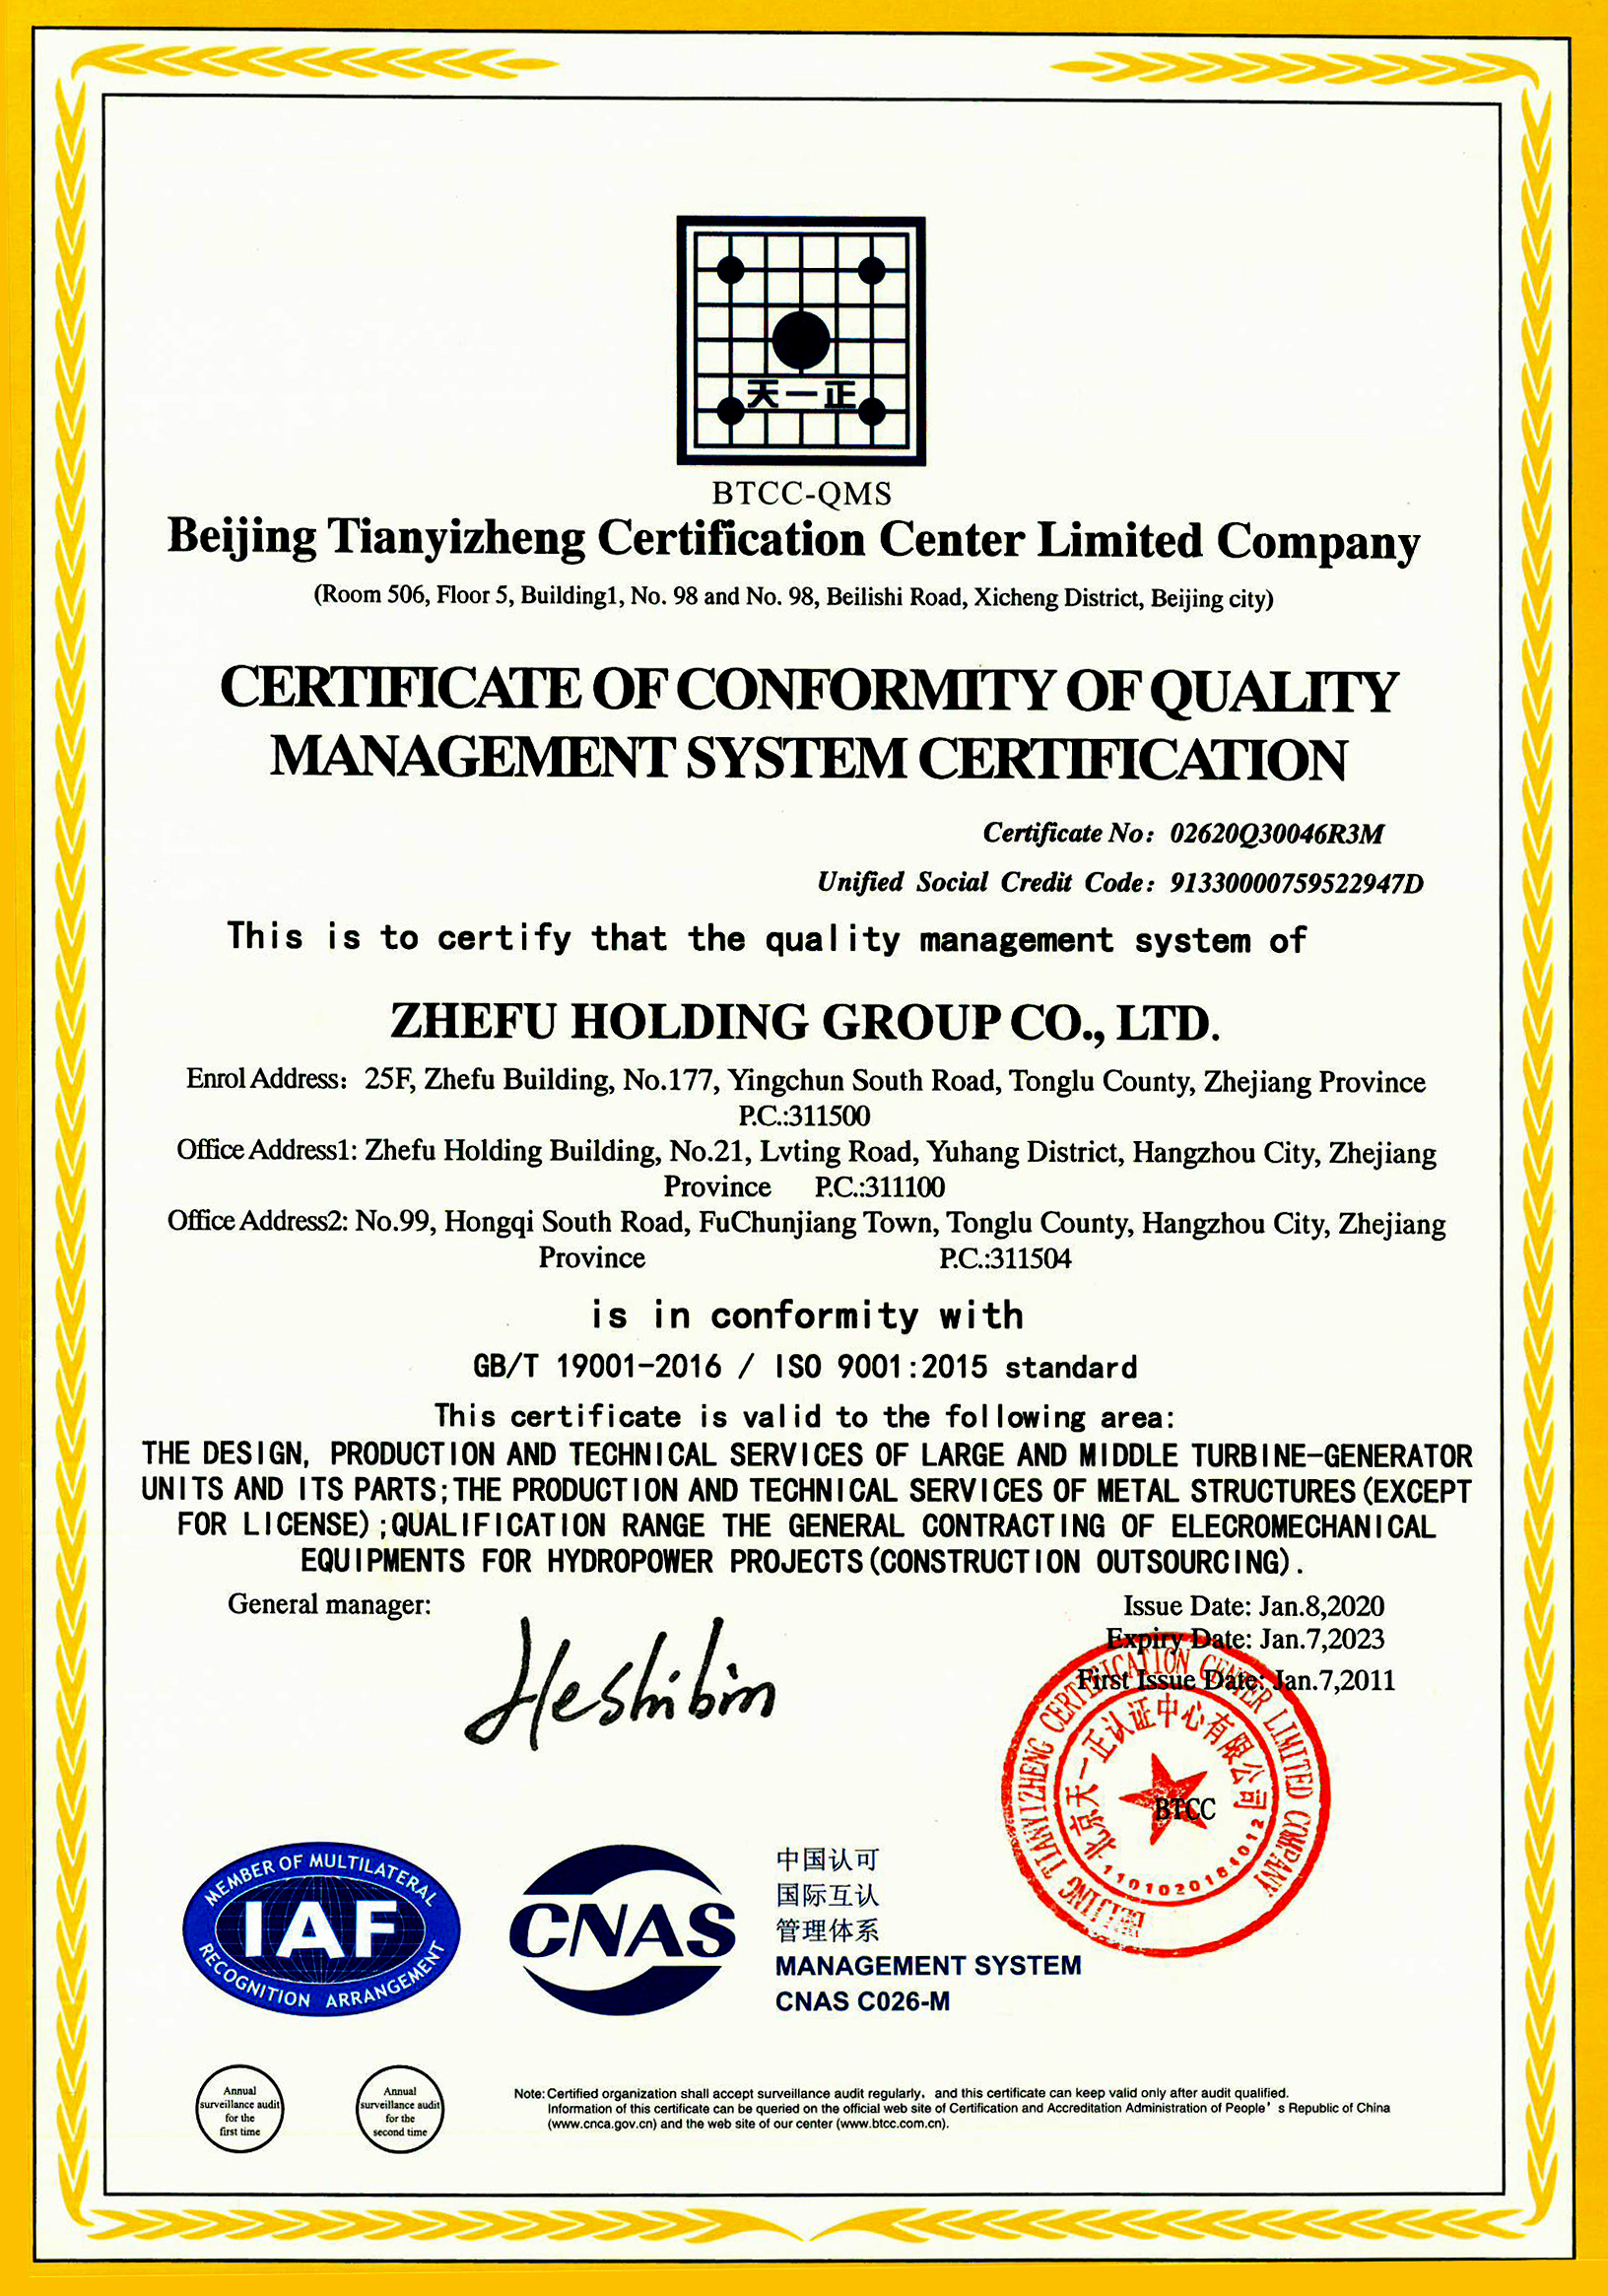 天一正
BTCC-QMS
Beijing Tianyizheng Certification Center Limited Company
(Room 506, Floor 5, Building1, No. 98 and No. 98, Beilishi Road, Xicheng District, Beijing city)
CERTIFICATE OF CONFORMITY OF QUALITY
MANAGEMENT SYSTEM CERTIFICATION
Certificate No: 02620Q30046R3M
Unified Social Credit Code: 91330000759522947D
This is to certify that the quality management system of
ZHEFU HOLDING GROUP CO., LTD.
Enrol Address: 25F, Zhefu Building, No.177, Yingchun South Road, Tonglu County, Zhejiang Province
P.C.:311500
Office Address1: Zhefu Holding Building, No.21, Lvting Road, Yuhang District, Hangzhou City, Zhejiang
Province P.C.:311100
Office Address2: No.99, Hongqi South Road, FuChunjiang Town, Tonglu County, Hangzhou City, Zhejiang
Province P.C.:311504
is in conformity with
GB/T 19001-2016 / ISO 9001:2015 standard
This certificate is valid to the following area:
THE DESIGN, PRODUCTION AND TECHNICAL SERVICES OF LARGE AND MIDDLE TURBINE-GENERATOR
UNITS AND ITS PARTS;THE PRODUCTION AND TECHNICAL SERVICES OF METAL STRUCTURES(EXCEPT
FOR LICENSE);QUALIFICATION RANGE THE GENERAL CONTRACTING OF ELECROMECHANICAL
EQUIPMENTS FOR HYDROPOWER PROJECTS(CONSTRUCTION OUTSOURCING).
General manager:
Heshibin
Issue Date: Jan.8,2020
Expiry Date: Jan.7,2023
First Issue Date: Jan.7,2011
BEIJING TIANYIZHENG CERTIFICATION CENTER LIMITED COMPANY
北京天一正认证中心有限公司
BTCC
MEMBER OF MULTILATERAL
IAF
RECOGNITION ARRANGEMENT
CNAS
中国认可
国际互认
管理体系
MANAGEMENT SYSTEM
CNAS C026-M
Annual
surveillance audit
for the
first time
Annual
surveillance audit
for the
second time
Note: Certified organization shall accept surveillance audit regularly, and this certificate can keep valid only after audit qualified.
Information of this certificate can be queried on the official web site of Certification and Accreditation Administration of People's Republic of China
(www.cnca.gov.cn) and the web site of our center (www.btcc.com.cn).